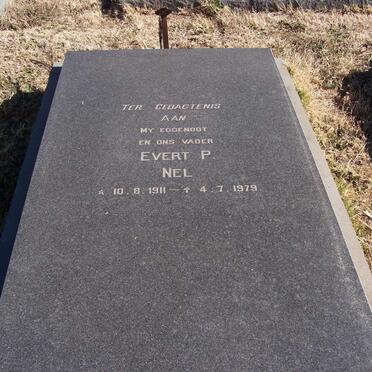 TER GEDAGTENIS
AAN
MY EGGENOOT
EN ONS VADER
EVERT P.
NEL
* 10.8.1911 — † 4.7.1979